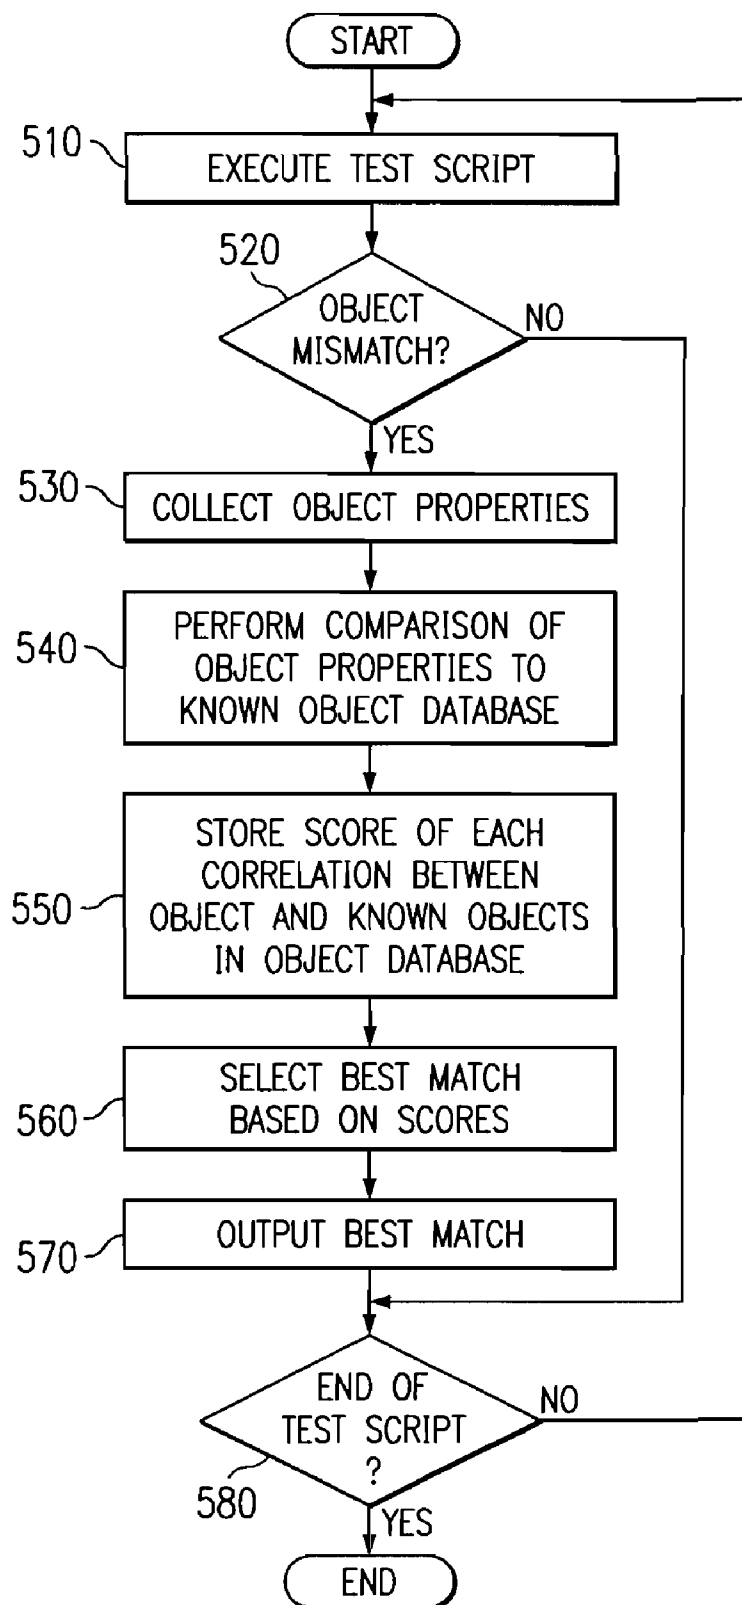 START
510
EXECUTE TEST SCRIPT
520
OBJECT
MISMATCH?
NO
YES
530
COLLECT OBJECT PROPERTIES
540
PERFORM COMPARISON OF
OBJECT PROPERTIES TO
KNOWN OBJECT DATABASE
550
STORE SCORE OF EACH
CORRELATION BETWEEN
OBJECT AND KNOWN OBJECTS
IN OBJECT DATABASE
560
SELECT BEST MATCH
BASED ON SCORES
570
OUTPUT BEST MATCH
END OF
TEST SCRIPT
?
NO
580
YES
END